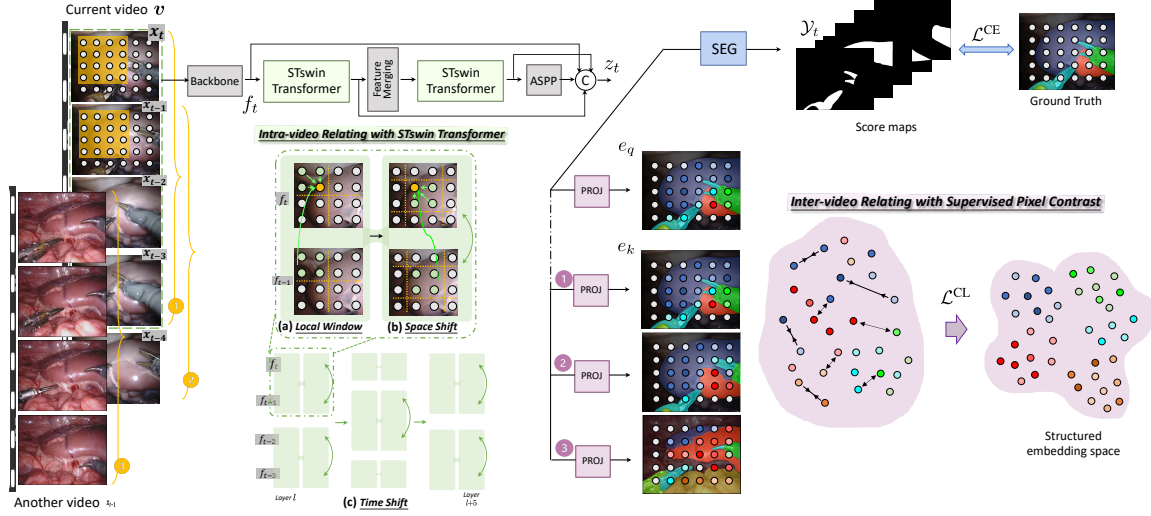 Current video v
x_t
x_{t-1}
x_{t-2}
x_{t-3}
x_{t-4}
1
2
3
Another video
Backbone
f_t
STswin
Transformer
Feature
Merging
STswin
Transformer
ASPP
C
z_t
Intra-video Relating with STswin Transformer
f_t
f_{t-1}
(a) Local Window
(b) Space Shift
f_t
f_{t-1}
f_{t-2}
f_{t-3}
Layer l
Layer
l+5
(c) Time Shift
SEG
𝒴_t
Score maps
ℒ^CE
Ground Truth
e_q
PROJ
e_k
1
PROJ
2
PROJ
3
PROJ
Inter-video Relating with Supervised Pixel Contrast
ℒ^CL
Structured
embedding space